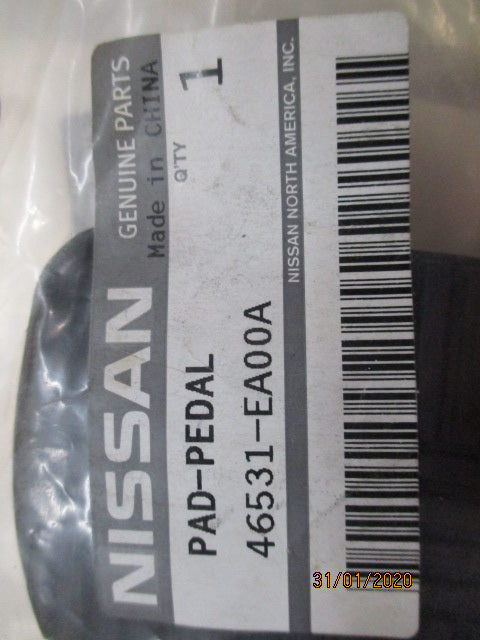 NISSAN
GENUINE PARTS
Made in CHINA
PAD-PEDAL
Q'TY
1
46531-EA00A
NISSAN NORTH AMERICA, INC.
31/01/2020